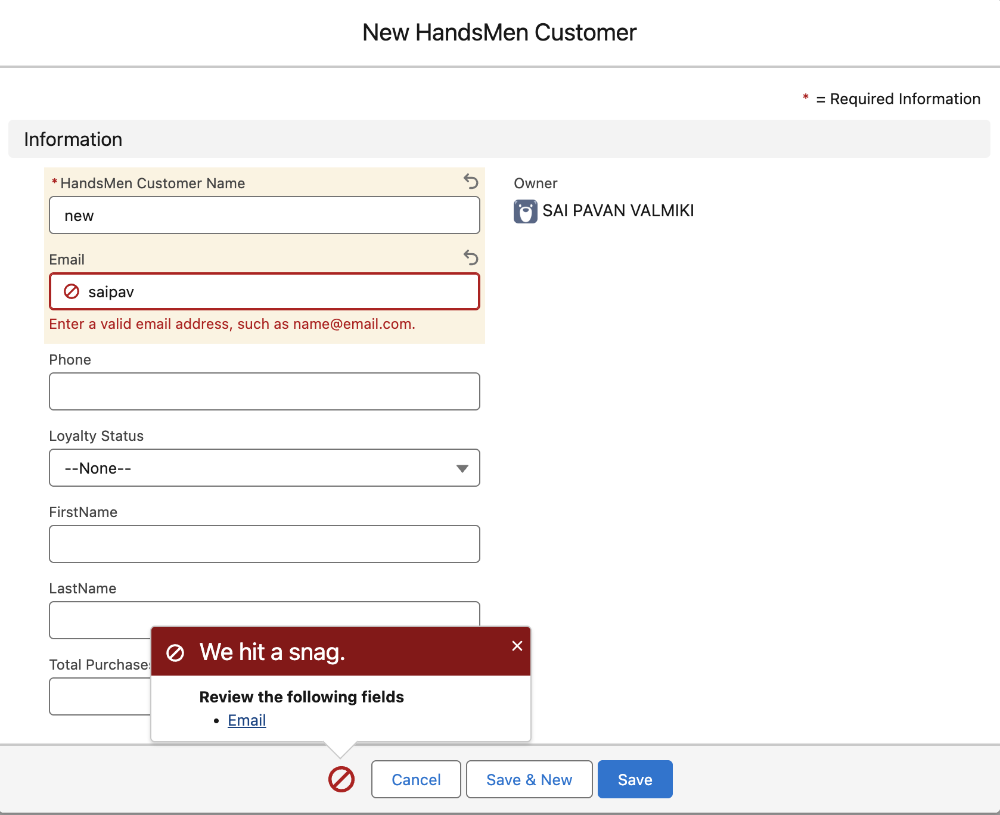 New HandsMen Customer
* = Required Information
Information
* HandsMen Customer Name
new
Owner
SAI PAVAN VALMIKI
Email
saipav
Enter a valid email address, such as name@email.com.
Phone
Loyalty Status
--None--
FirstName
LastName
Total Purchases
We hit a snag.
Review the following fields
• Email
Cancel
Save & New
Save